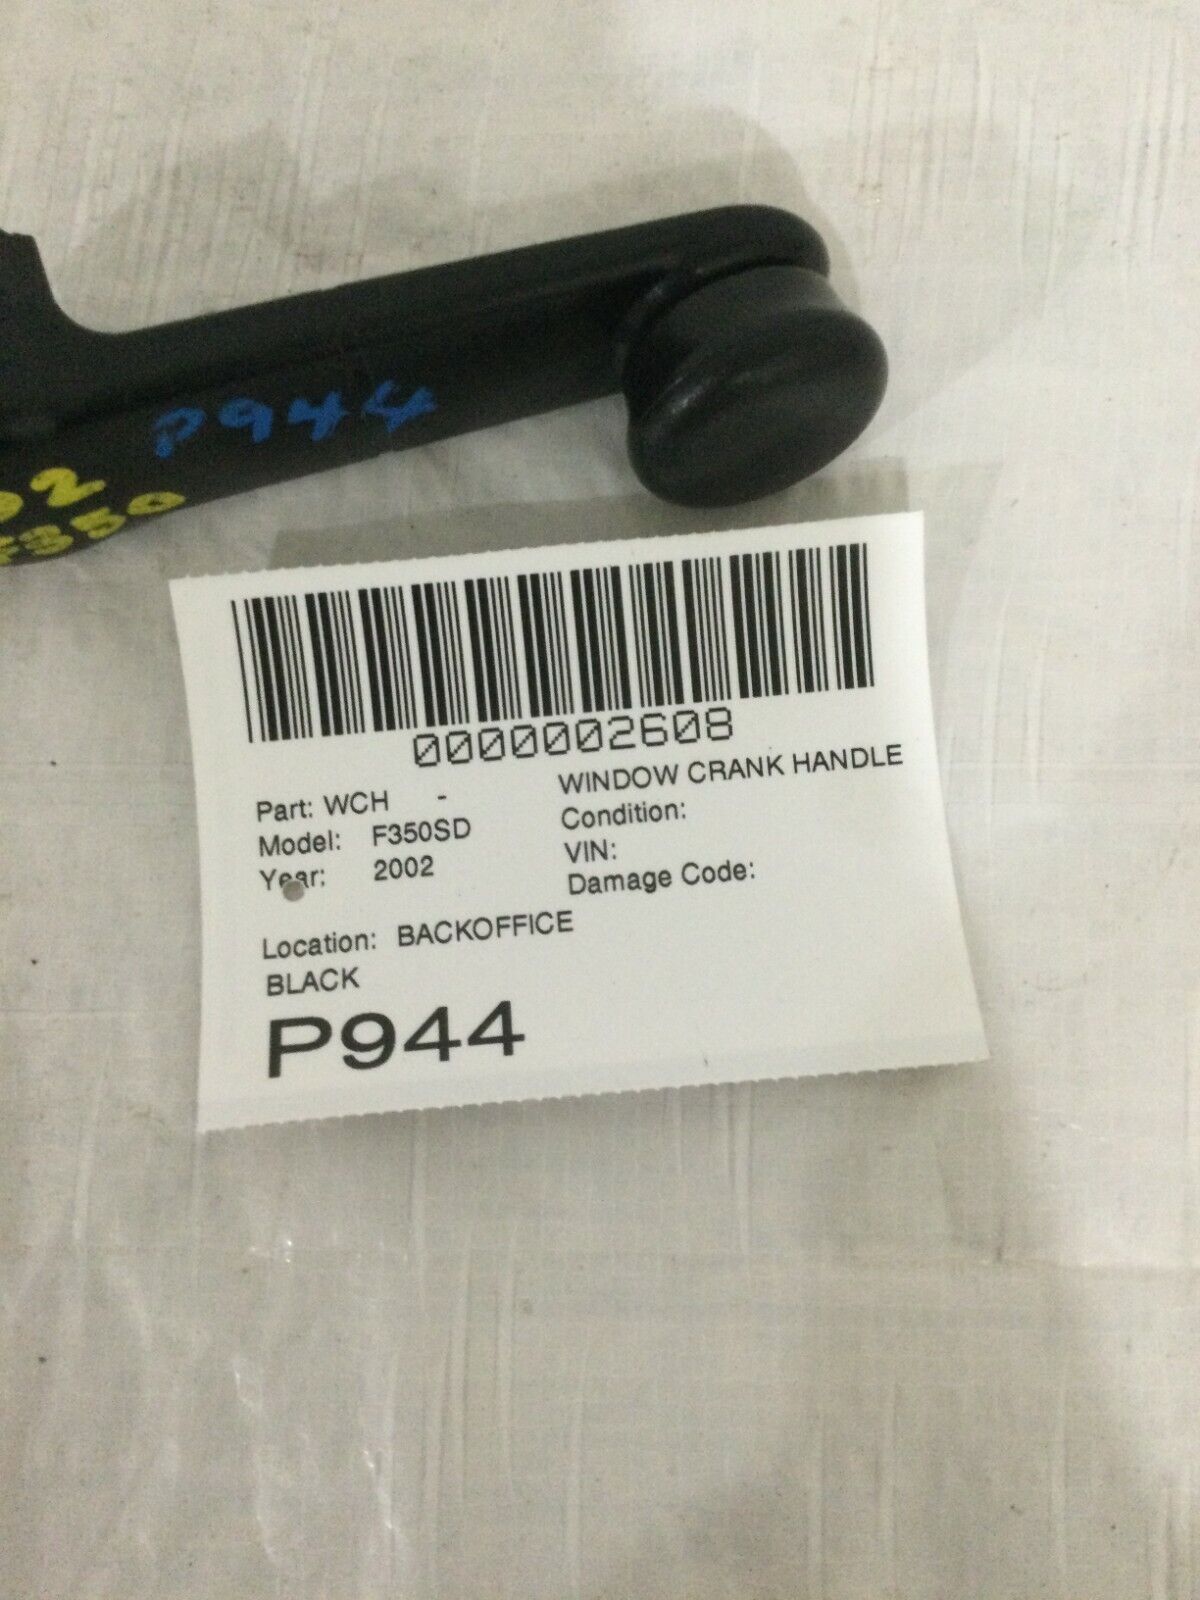 P944
02
F350
0000002608
Part: WCH - WINDOW CRANK HANDLE
Model: F350SD Condition:
Year: 2002 VIN:
Damage Code:
Location: BACKOFFICE
BLACK
P944